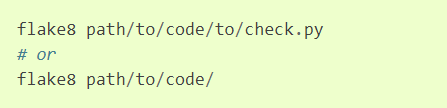 flake8 path/to/code/to/check.py
# or
flake8 path/to/code/